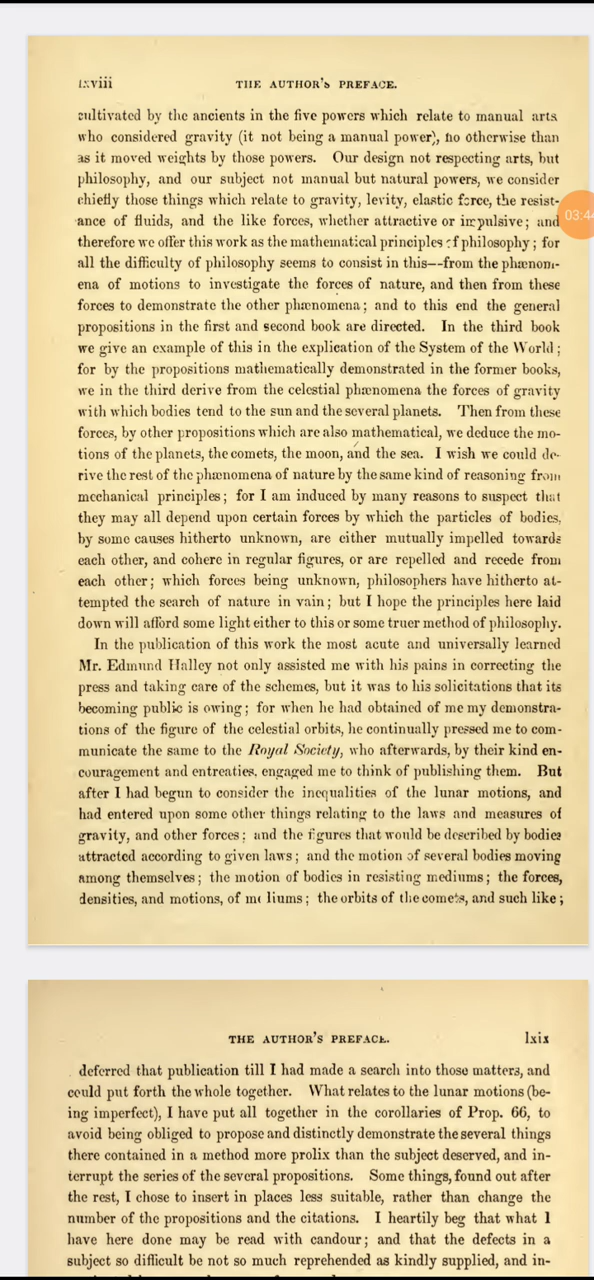 lxviii THE AUTHOR'S PREFACE.
cultivated by the ancients in the five powers which relate to manual arts
who considered gravity (it not being a manual power), no otherwise than
as it moved weights by those powers. Our design not respecting arts, but
philosophy, and our subject not manual but natural powers, we consider
chiefly those things which relate to gravity, levity, elastic force, the resist-
ance of fluids, and the like forces, whether attractive or impulsive; and
03:44
therefore we offer this work as the mathematical principles of philosophy; for
all the difficulty of philosophy seems to consist in this--from the phænom-
ena of motions to investigate the forces of nature, and then from these
forces to demonstrate the other phænomena; and to this end the general
propositions in the first and second book are directed. In the third book
we give an example of this in the explication of the System of the World;
for by the propositions mathematically demonstrated in the former books,
we in the third derive from the celestial phænomena the forces of gravity
with which bodies tend to the sun and the several planets. Then from these
forces, by other propositions which are also mathematical, we deduce the mo-
tions of the planets, the comets, the moon, and the sea. I wish we could de-
rive the rest of the phænomena of nature by the same kind of reasoning from
mechanical principles; for I am induced by many reasons to suspect that
they may all depend upon certain forces by which the particles of bodies,
by some causes hitherto unknown, are either mutually impelled towards
each other, and cohere in regular figures, or are repelled and recede from
each other; which forces being unknown, philosophers have hitherto at-
tempted the search of nature in vain; but I hope the principles here laid
down will afford some light either to this or some truer method of philosophy.
In the publication of this work the most acute and universally learned
Mr. Edmund Halley not only assisted me with his pains in correcting the
press and taking care of the schemes, but it was to his solicitations that its
becoming public is owing; for when he had obtained of me my demonstra-
tions of the figure of the celestial orbits, he continually pressed me to com-
municate the same to the Royal Society, who afterwards, by their kind en-
couragement and entreaties, engaged me to think of publishing them. But
after I had begun to consider the inequalities of the lunar motions, and
had entered upon some other things relating to the laws and measures of
gravity, and other forces; and the figures that would be described by bodies
attracted according to given laws; and the motion of several bodies moving
among themselves; the motion of bodies in resisting mediums; the forces,
densities, and motions, of mediums; the orbits of the comets, and such like;
THE AUTHOR'S PREFACE. lxix
deferred that publication till I had made a search into those matters, and
could put forth the whole together. What relates to the lunar motions (be-
ing imperfect), I have put all together in the corollaries of Prop. 66, to
avoid being obliged to propose and distinctly demonstrate the several things
there contained in a method more prolix than the subject deserved, and in-
terrupt the series of the several propositions. Some things, found out after
the rest, I chose to insert in places less suitable, rather than change the
number of the propositions and the citations. I heartily beg that what I
have here done may be read with candour; and that the defects in a
subject so difficult be not so much reprehended as kindly supplied, and in-